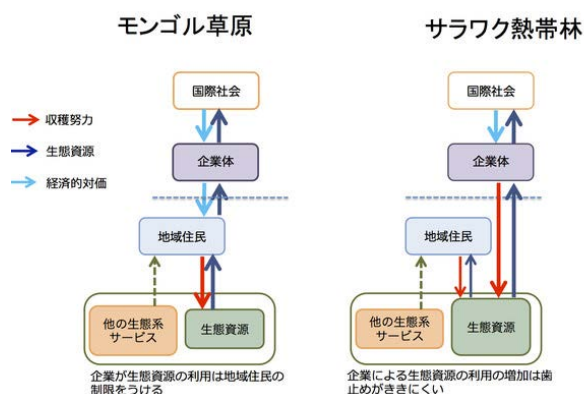 モンゴル草原
サラワク熱帯林
収穫努力
生態資源
経済的対価
国際社会
企業体
地域住民
他の生態系
サービス
生態資源
企業が生態資源の利用は地域住民の
制限をうける
国際社会
企業体
地域住民
他の生態系
サービス
生態資源
企業による生態資源の利用の増加は歯
止めがききにくい